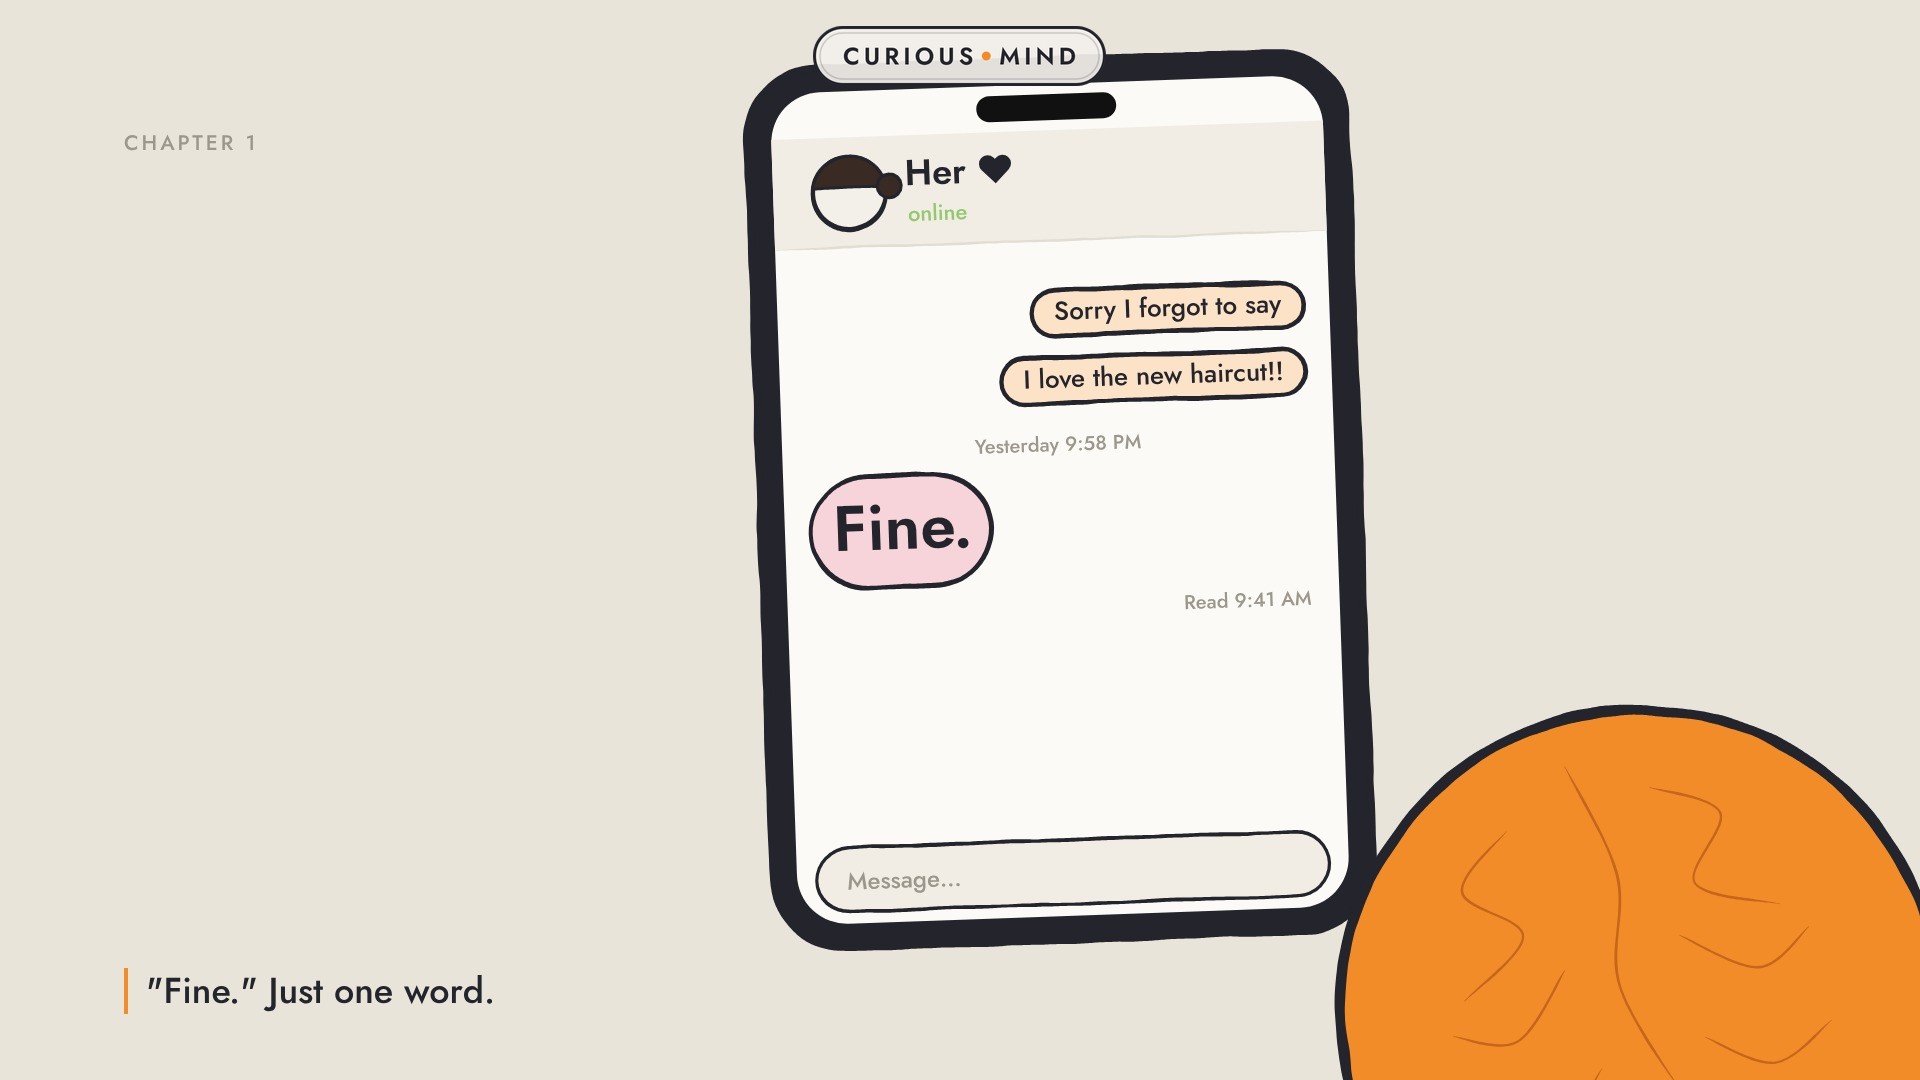 CURIOUS•MIND
CHAPTER 1
Her ♥
online
Sorry I forgot to say
I love the new haircut!!
Yesterday 9:58 PM
Fine.
Read 9:41 AM
Message...
"Fine." Just one word.